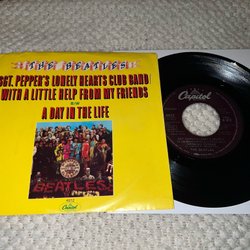 THE BEATLES
SGT. PEPPER'S LONELY HEARTS CLUB BAND
WITH A LITTLE HELP FROM MY FRIENDS
B/W
A DAY IN THE LIFE
BEATLES
Capitol
4612
Capitol